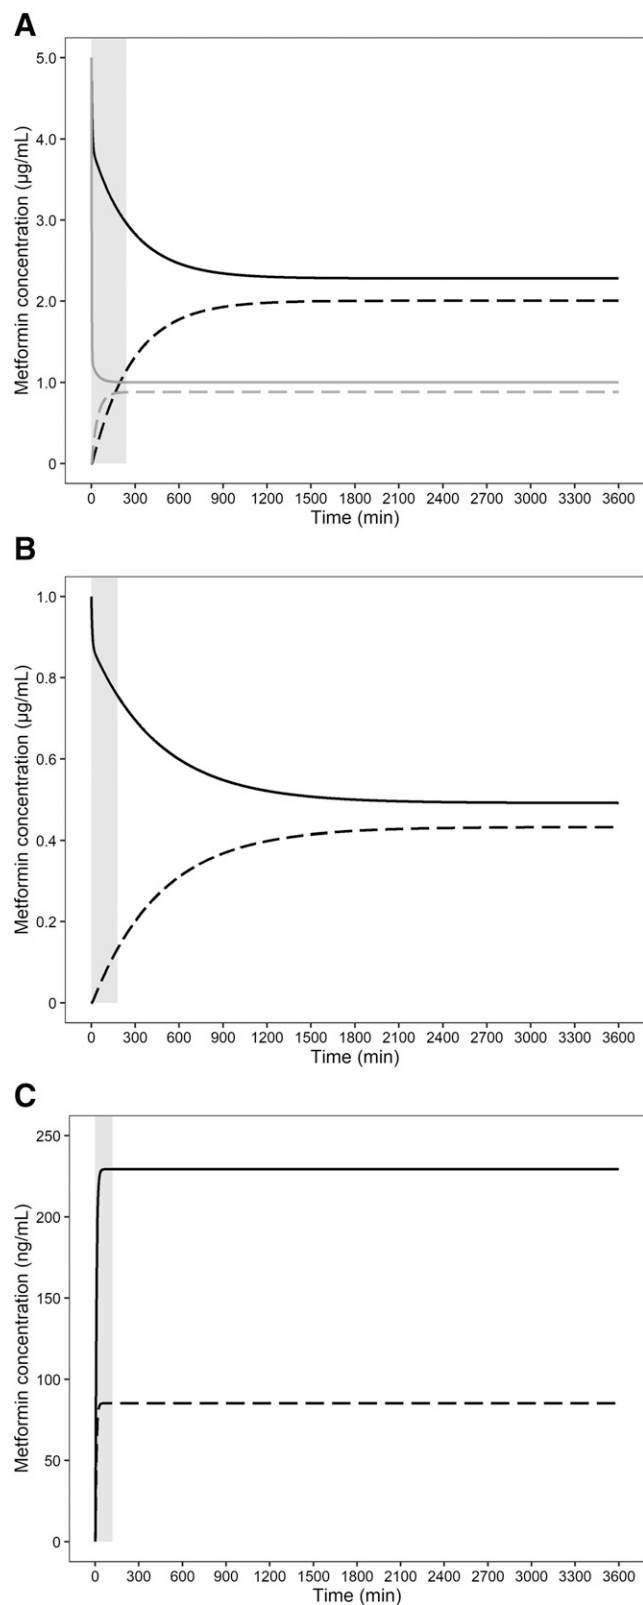 A
Metformin concentration (µg/mL)
5.0
4.0
3.0
2.0
1.0
0
0 300 600 900 1200 1500 1800 2100 2400 2700 3000 3300 3600
Time (min)
B
Metformin concentration (µg/mL)
1.0
0.8
0.6
0.4
0.2
0
0 300 600 900 1200 1500 1800 2100 2400 2700 3000 3300 3600
Time (min)
C
Metformin concentration (ng/mL)
250
200
150
100
50
0
0 300 600 900 1200 1500 1800 2100 2400 2700 3000 3300 3600
Time (min)